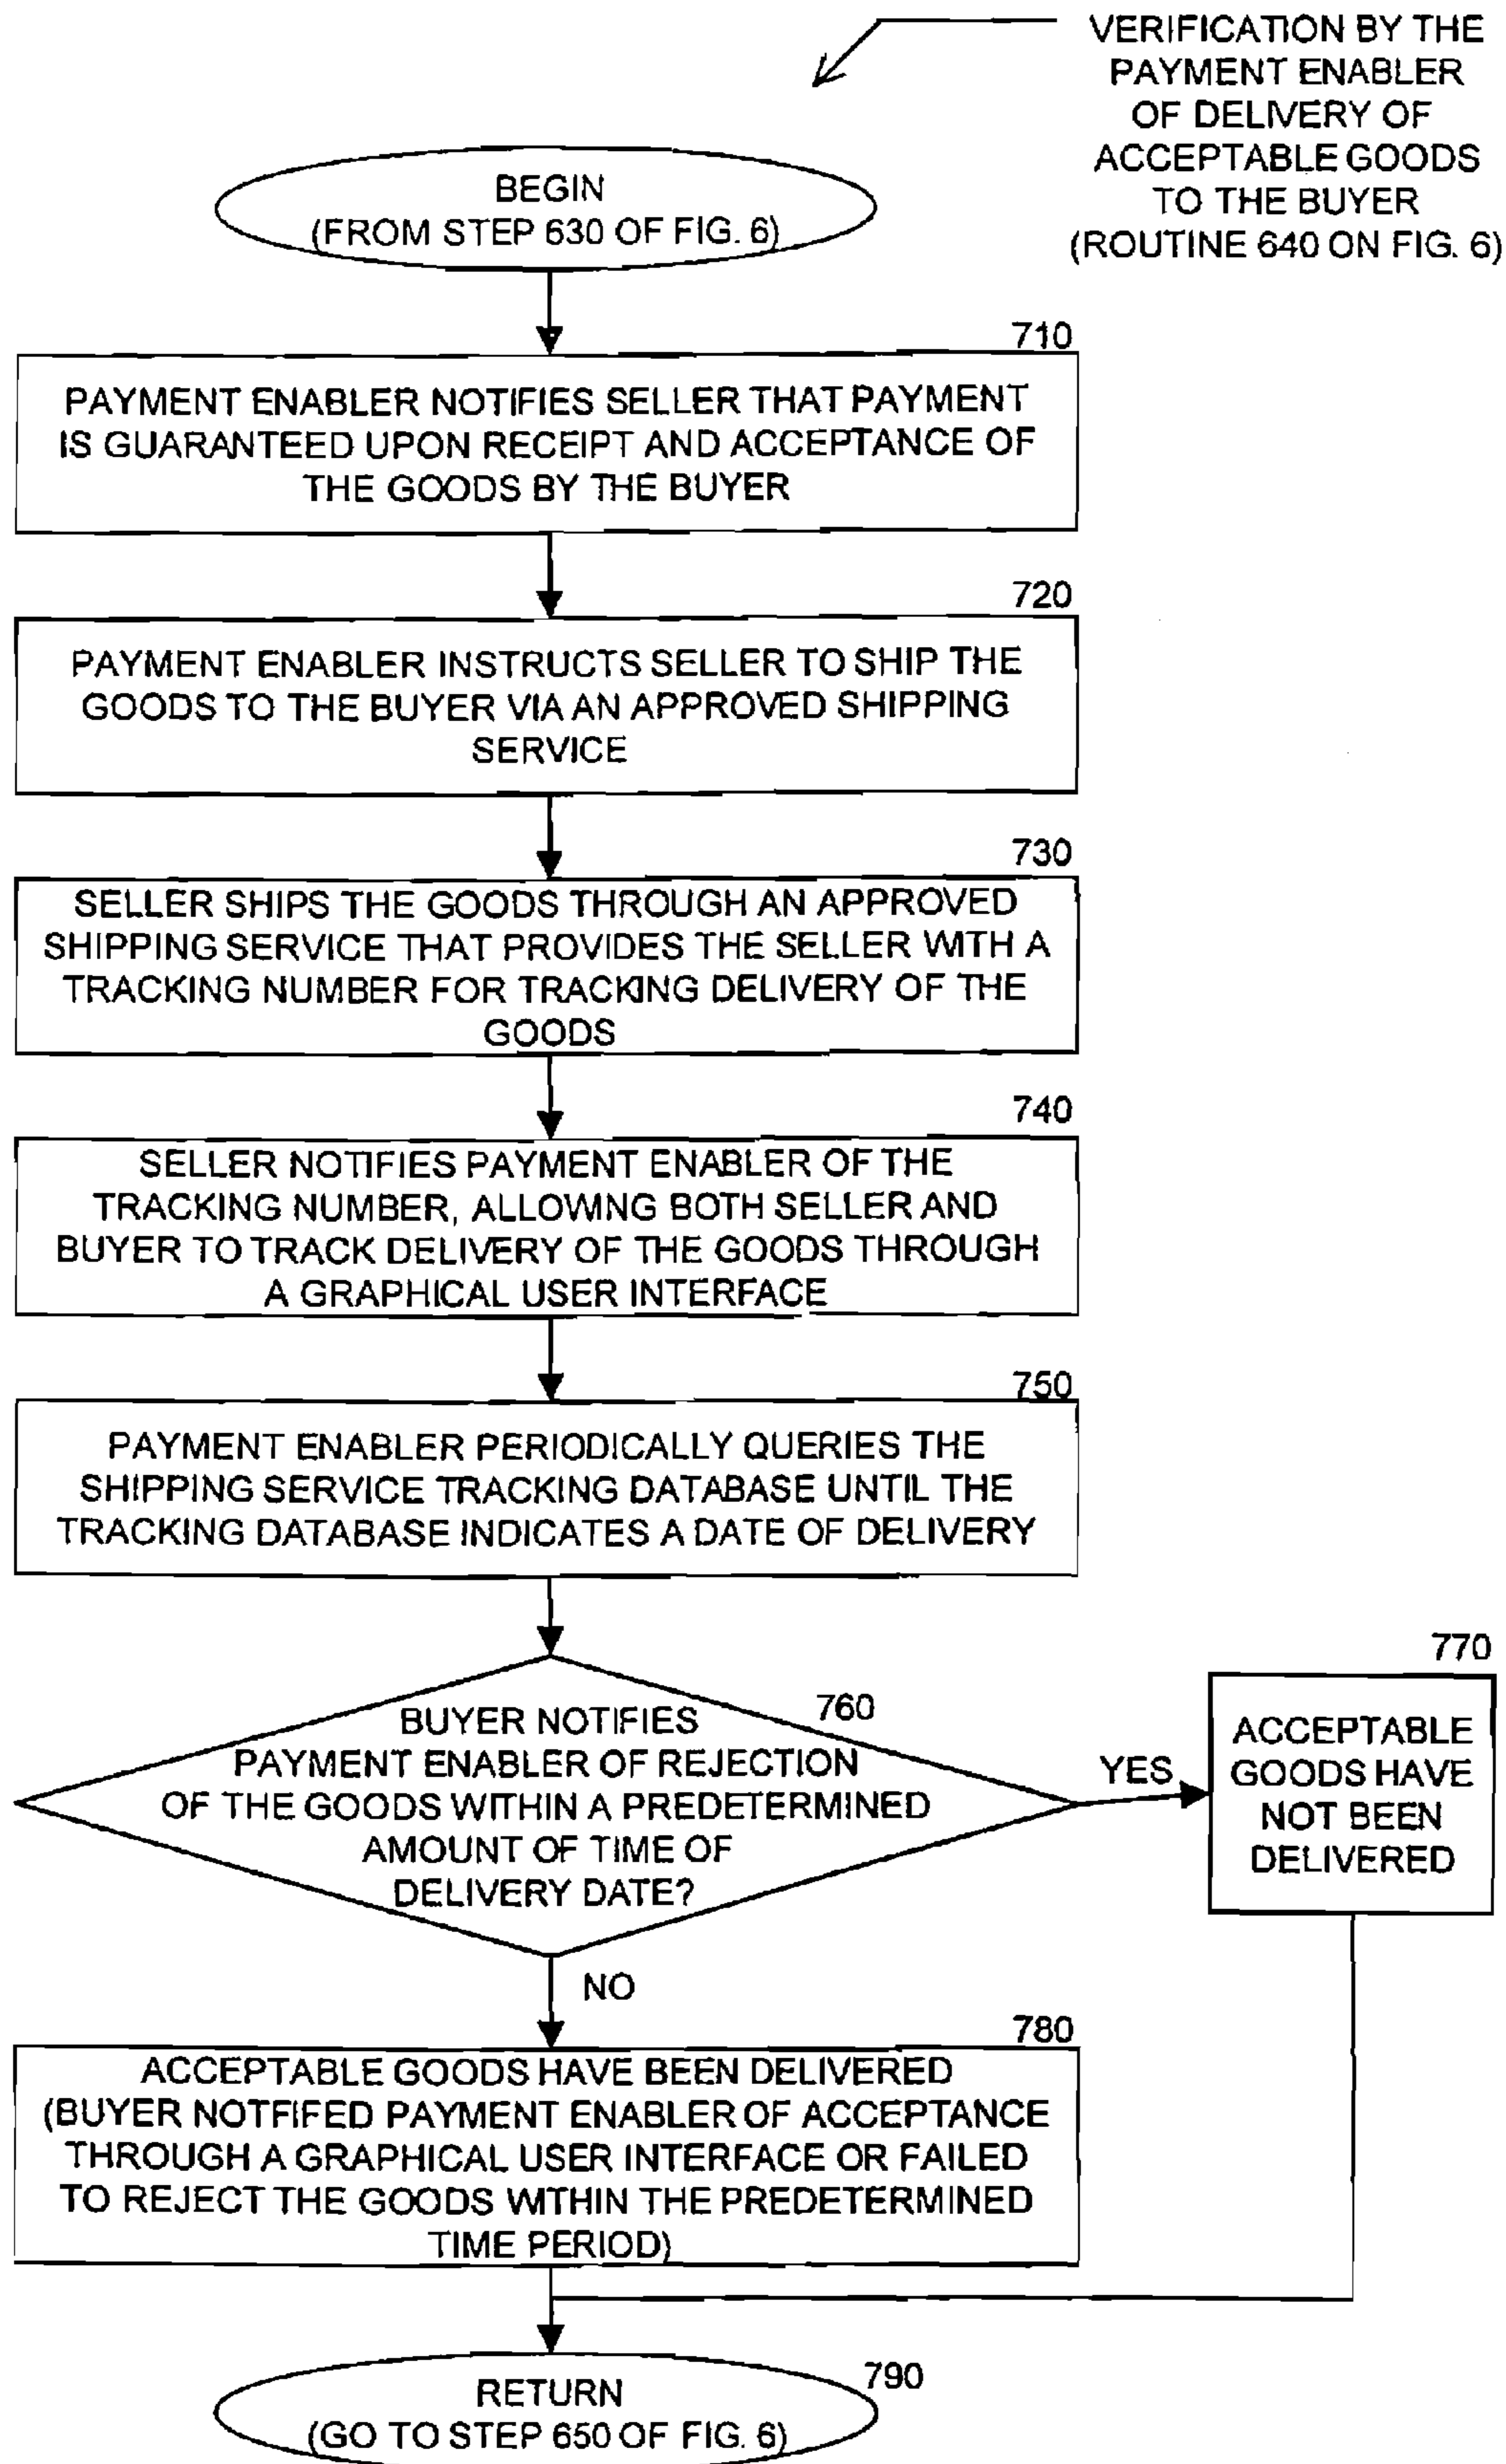 VERIFICATION BY THE
PAYMENT ENABLER
OF DELIVERY OF
ACCEPTABLE GOODS
TO THE BUYER
(ROUTINE 640 ON FIG. 6)
BEGIN
(FROM STEP 630 OF FIG. 6)
710
PAYMENT ENABLER NOTIFIES SELLER THAT PAYMENT
IS GUARANTEED UPON RECEIPT AND ACCEPTANCE OF
THE GOODS BY THE BUYER
720
PAYMENT ENABLER INSTRUCTS SELLER TO SHIP THE
GOODS TO THE BUYER VIA AN APPROVED SHIPPING
SERVICE
730
SELLER SHIPS THE GOODS THROUGH AN APPROVED
SHIPPING SERVICE THAT PROVIDES THE SELLER WITH A
TRACKING NUMBER FOR TRACKING DELIVERY OF THE
GOODS
740
SELLER NOTIFIES PAYMENT ENABLER OF THE
TRACKING NUMBER, ALLOWING BOTH SELLER AND
BUYER TO TRACK DELIVERY OF THE GOODS THROUGH
A GRAPHICAL USER INTERFACE
750
PAYMENT ENABLER PERIODICALLY QUERIES THE
SHIPPING SERVICE TRACKING DATABASE UNTIL THE
TRACKING DATABASE INDICATES A DATE OF DELIVERY
760
BUYER NOTIFIES
PAYMENT ENABLER OF REJECTION
OF THE GOODS WITHIN A PREDETERMINED
AMOUNT OF TIME OF
DELIVERY DATE?
YES
770
ACCEPTABLE
GOODS HAVE
NOT BEEN
DELIVERED
NO
780
ACCEPTABLE GOODS HAVE BEEN DELIVERED
(BUYER NOTFIFED PAYMENT ENABLER OF ACCEPTANCE
THROUGH A GRAPHICAL USER INTERFACE OR FAILED
TO REJECT THE GOODS WITHIN THE PREDETERMINED
TIME PERIOD)
790
RETURN
(GO TO STEP 650 OF FIG. 6)